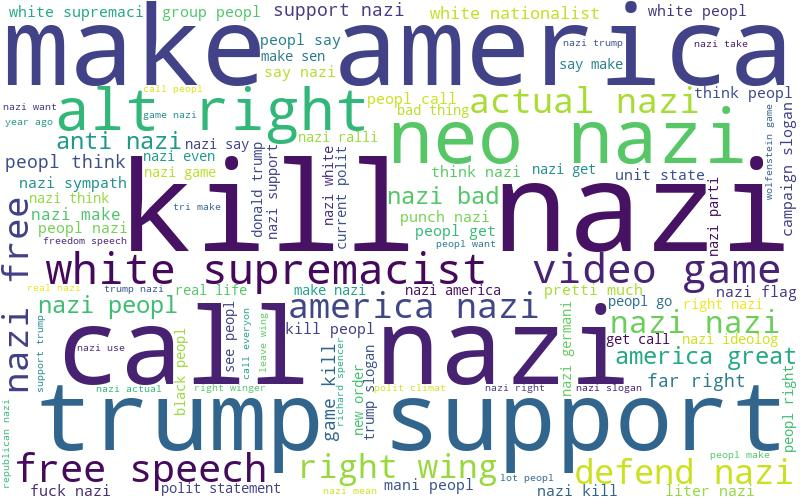 white supremaci
group peopl
support nazi
white nationalist
white peopl
make america
peopl say
make sen
say nazi
nazi trump
nazi take
say make
call peopl
nazi want
year ago
alt right
game nazi
peopl call
bad thing
actual nazi
think peopl
anti nazi
nazi say
nazi ralli
neo nazi
campaign slogan
wolfenstein game
peopl think
nazi even
nazi game
nazi sympath
nazi think
nazi make
peopl nazi
freedom speech
tri make
kill nazi
donald trump
nazi support
nazi white
current polit
think nazi
nazi get
unit state
nazi bad
punch nazi
peopl get
peopl want
nazi parti
nazi free
white supremacist
video game
real nazi
trump nazi
real life
make nazi
nazi america
pretti much
nazi flag
nazi peopl
america nazi
peopl go
right nazi
kill peopl
nazi nazi
call nazi
nazi use
see peopl
call everyon
leave wing
support trump
black peopl
game kill
richard spencer
new order
trump slogan
nazi germani
get call
nazi ideolog
america great
far right
polit climat
nazi actual
right winger
nazi right
nazi slogan
trump support
peopl right
republican nazi
free speech
right wing
defend nazi
peopl make
fuck nazi
polit statement
nazi mean
mani peopl
lot peopl
nazi kill
liter nazi